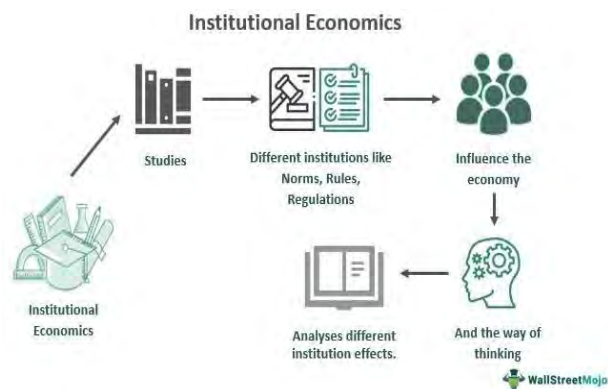 Institutional Economics
Studies
Different institutions like
Norms, Rules,
Regulations
Influence the
economy
Institutional
Economics
Analyses different
institution effects.
And the way of
thinking
WallStreetMojo